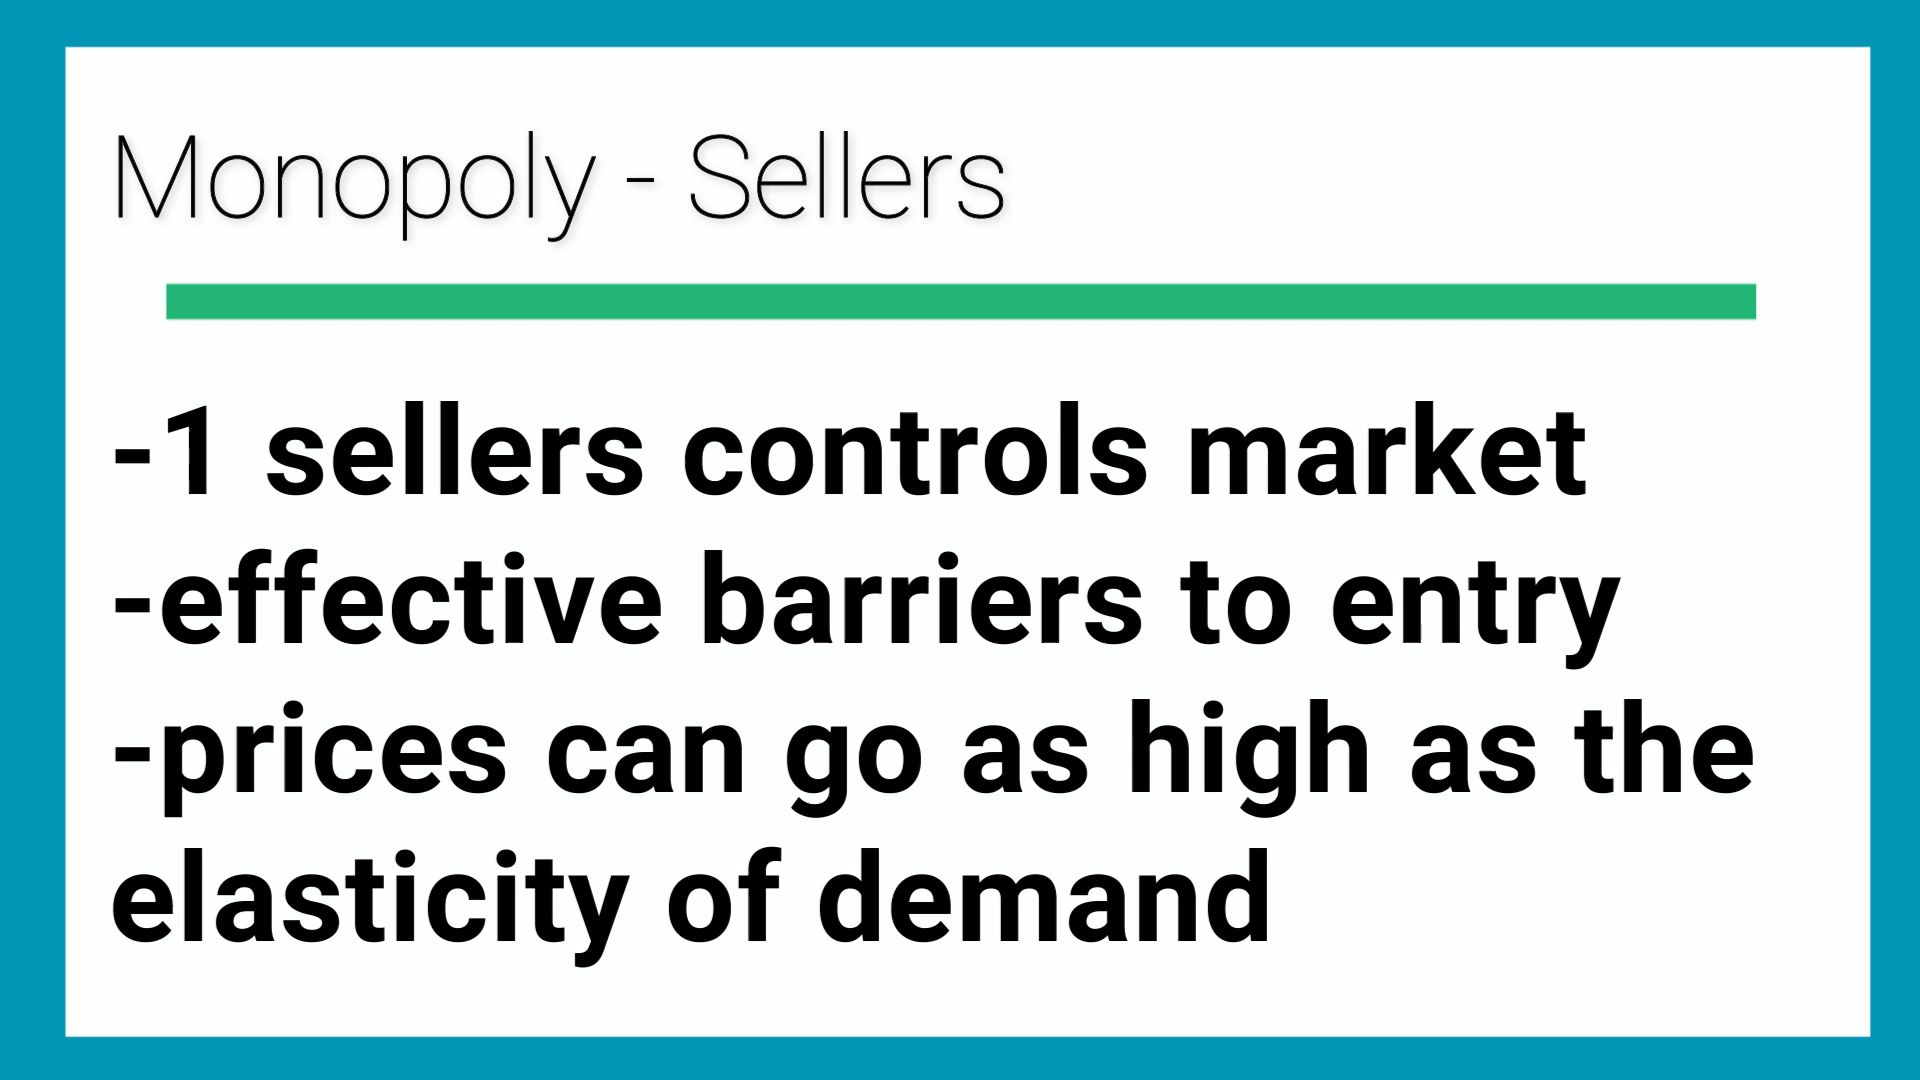 Monopoly - Sellers
-1 sellers controls market
-effective barriers to entry
-prices can go as high as the
elasticity of demand